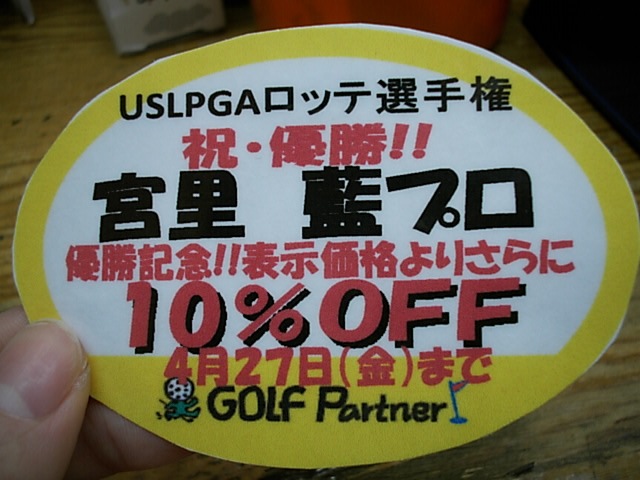 USLPGAロッテ選手権
祝・優勝!!
宮里 藍プロ
優勝記念!!表示価格よりさらに
10%OFF
4月27日(金)まで
GOLF Partner